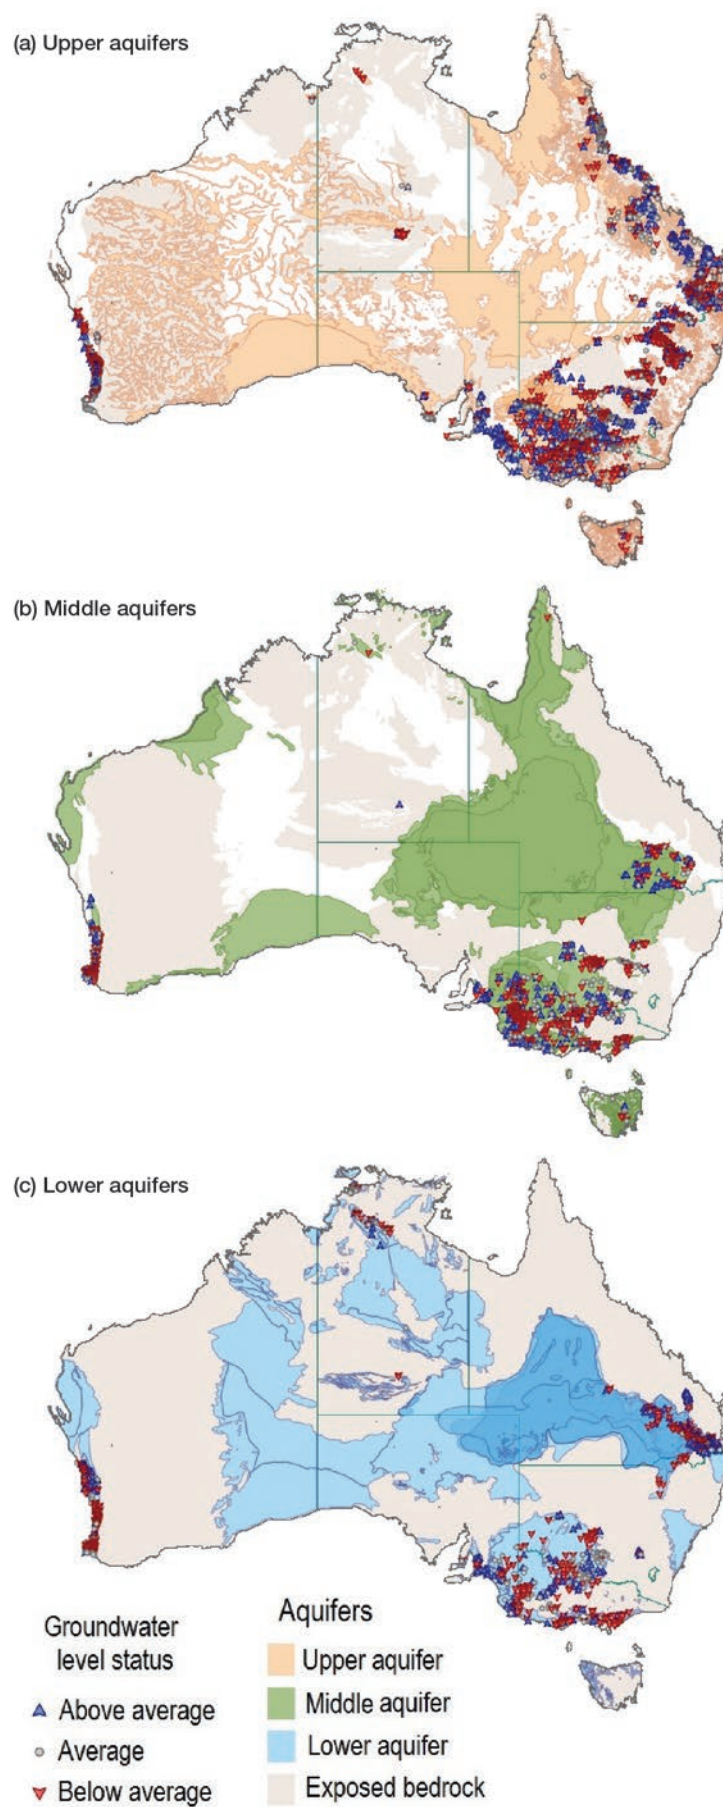 (a) Upper aquifers
(b) Middle aquifers
(c) Lower aquifers
Groundwater
level status
Above average
Average
Below average
Aquifers
Upper aquifer
Middle aquifer
Lower aquifer
Exposed bedrock